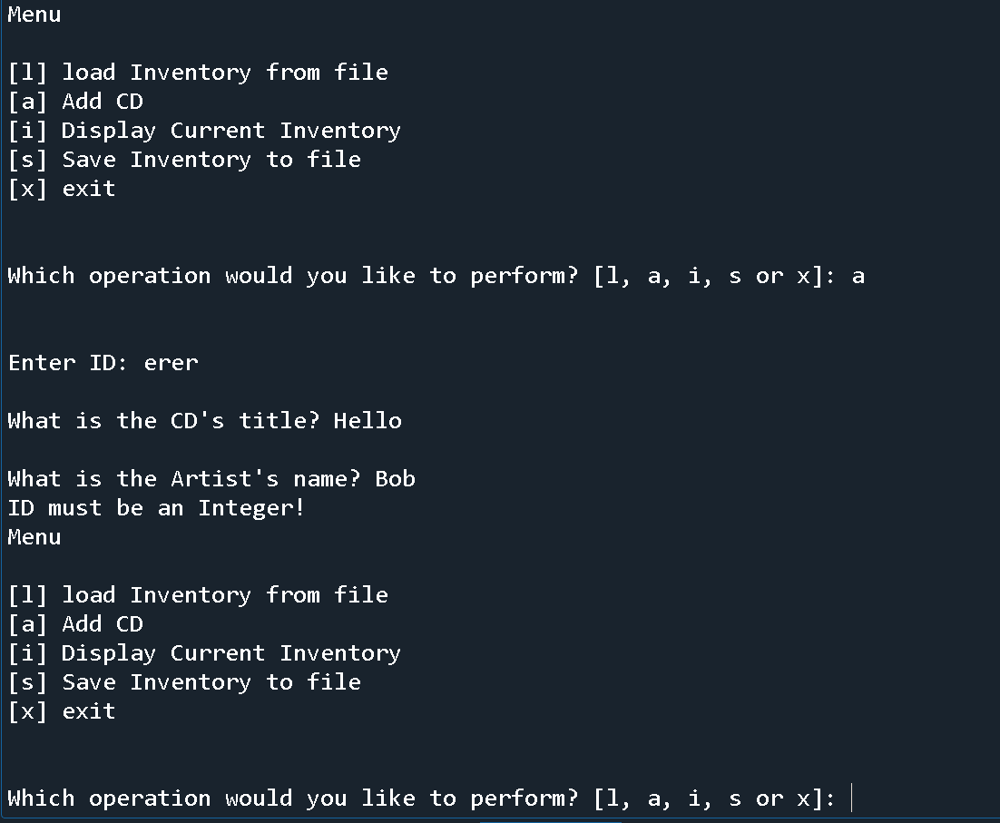 Menu
[l] load Inventory from file
[a] Add CD
[i] Display Current Inventory
[s] Save Inventory to file
[x] exit
Which operation would you like to perform? [l, a, i, s or x]: a
Enter ID: erer
What is the CD's title? Hello
What is the Artist's name? Bob
ID must be an Integer!
Menu
[l] load Inventory from file
[a] Add CD
[i] Display Current Inventory
[s] Save Inventory to file
[x] exit
Which operation would you like to perform? [l, a, i, s or x]: